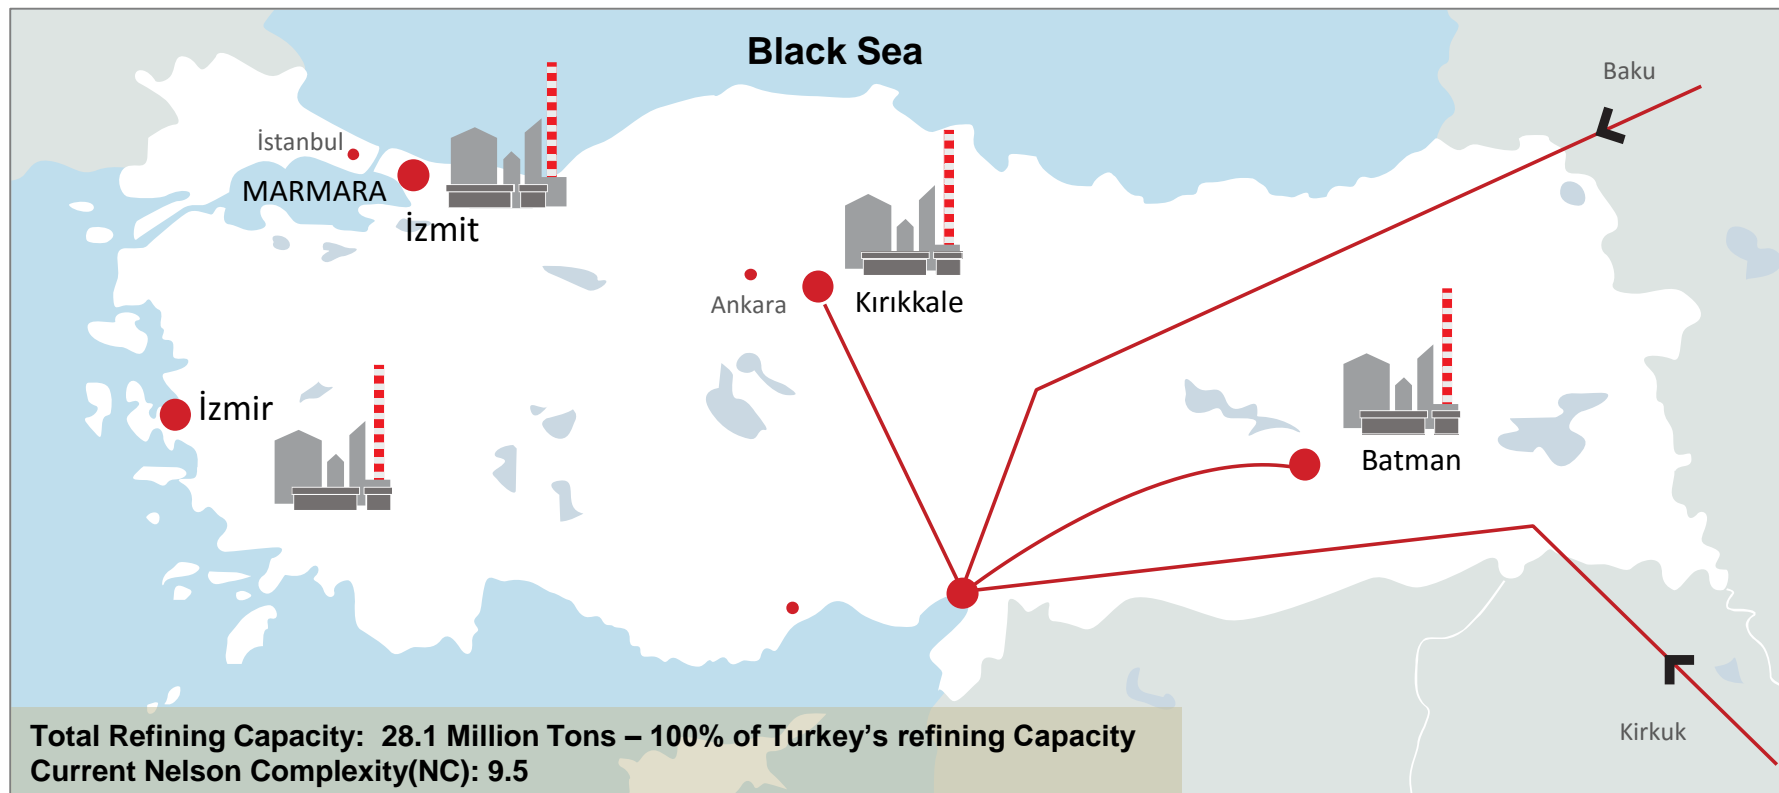 Black Sea
Baku
İstanbul
MARMARA
İzmit
Ankara
Kırıkkale
İzmir
Batman
Kirkuk
Total Refining Capacity: 28.1 Million Tons – 100% of Turkey’s refining Capacity
Current Nelson Complexity(NC): 9.5